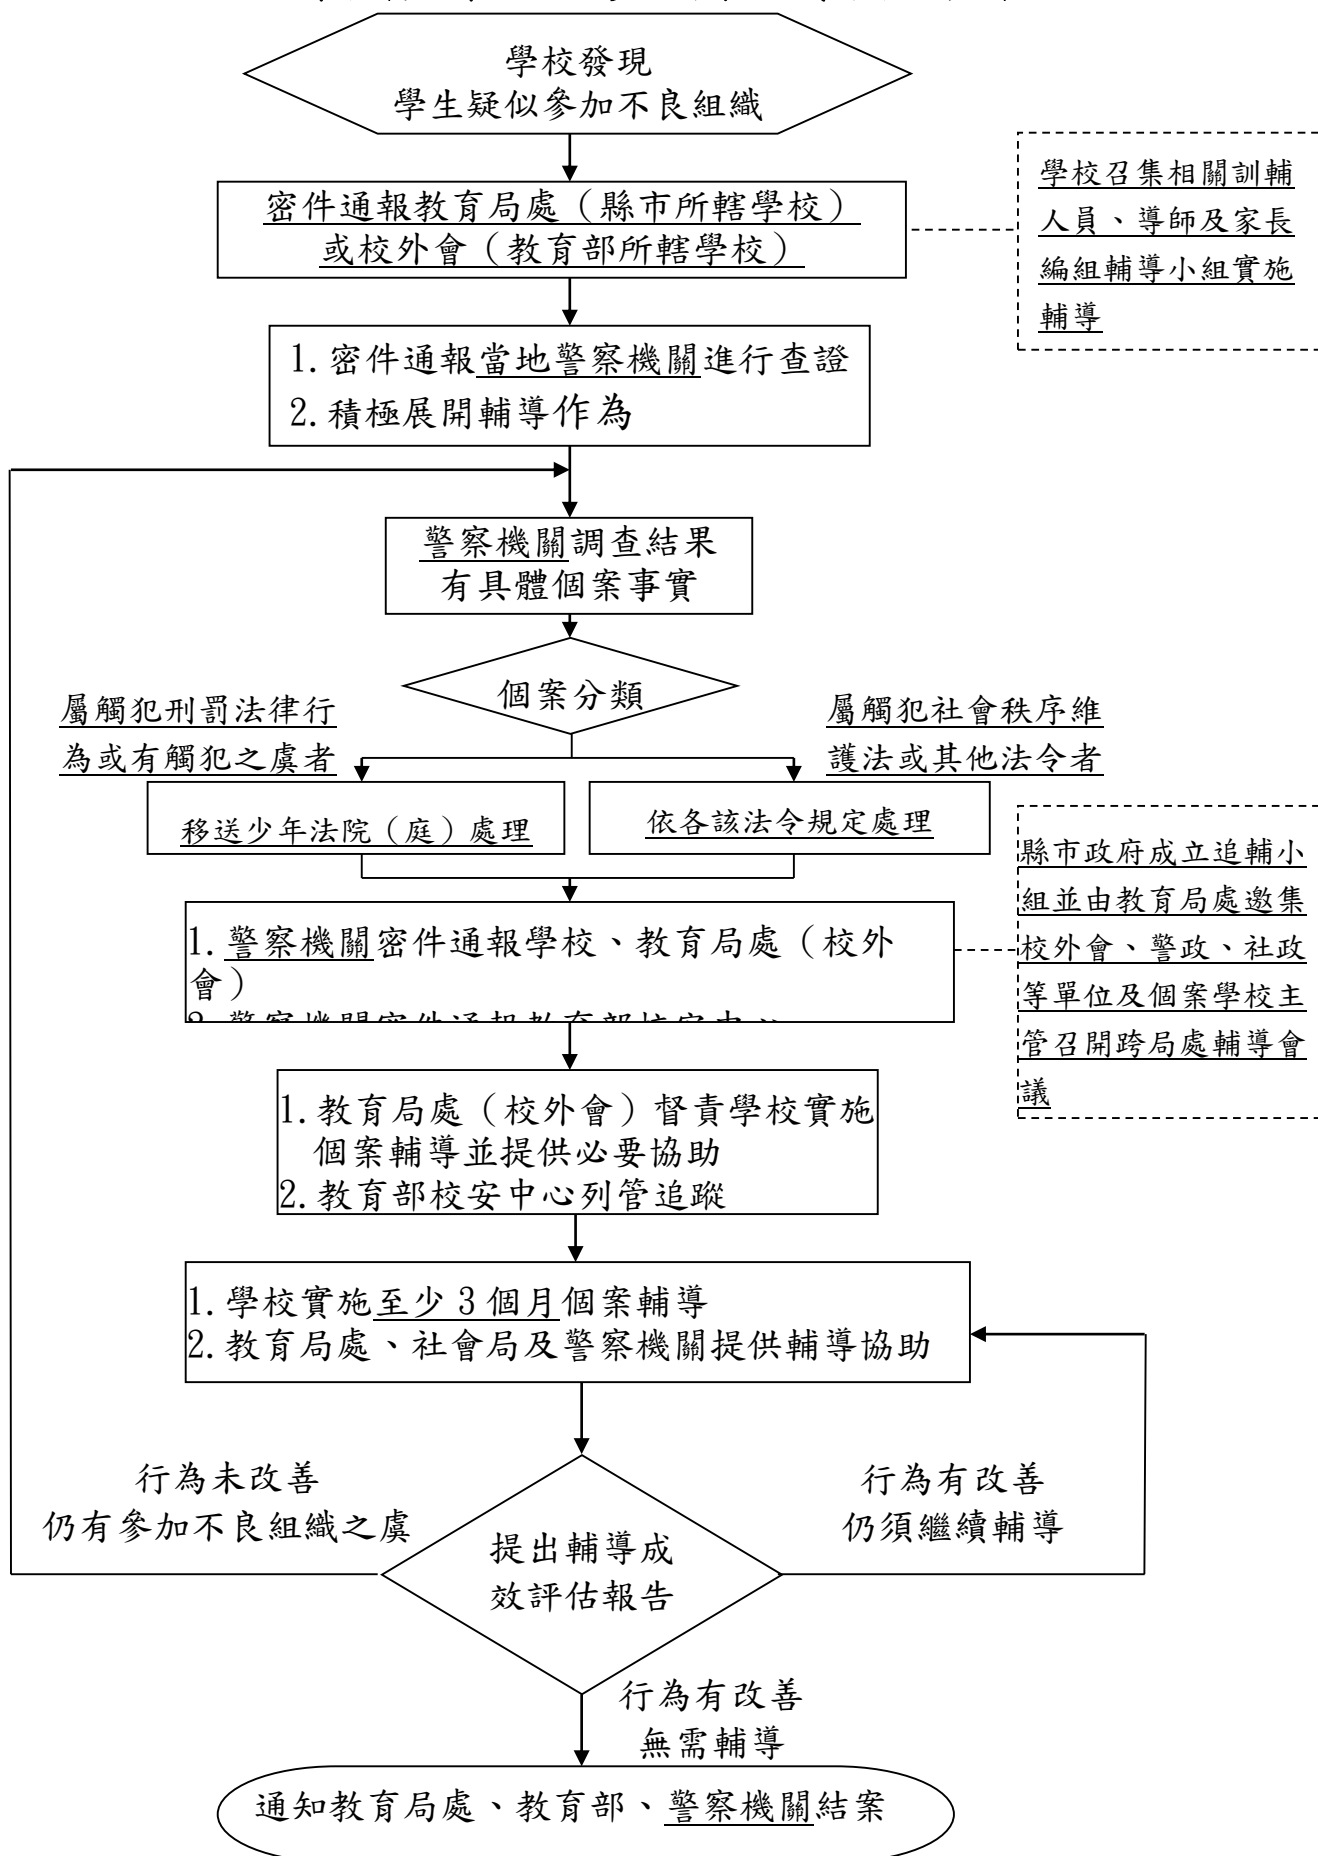 學校發現
學生疑似參加不良組織
密件通報教育局處（縣市所轄學校）
或校外會（教育部所轄學校）
學校召集相關訓輔
人員、導師及家長
編組輔導小組實施
輔導
1.密件通報當地警察機關進行查證
2.積極展開輔導作為
警察機關調查結果
有具體個案事實
個案分類
屬觸犯刑罰法律行
為或有觸犯之虞者
屬觸犯社會秩序維
護法或其他法令者
移送少年法院（庭）處理
依各該法令規定處理
縣市政府成立追輔小
組並由教育局處邀集
校外會、警政、社政
等單位及個案學校主
管召開跨局處輔導會
議
1.警察機關密件通報學校、教育局處（校外
會）
2.警察機關密件通報教育部校安中心
1.教育局處（校外會）督責學校實施
個案輔導並提供必要協助
2.教育部校安中心列管追蹤
1.學校實施至少3個月個案輔導
2.教育局處、社會局及警察機關提供輔導協助
行為未改善
仍有參加不良組織之虞
行為有改善
仍須繼續輔導
提出輔導成
效評估報告
行為有改善
無需輔導
通知教育局處、教育部、警察機關結案